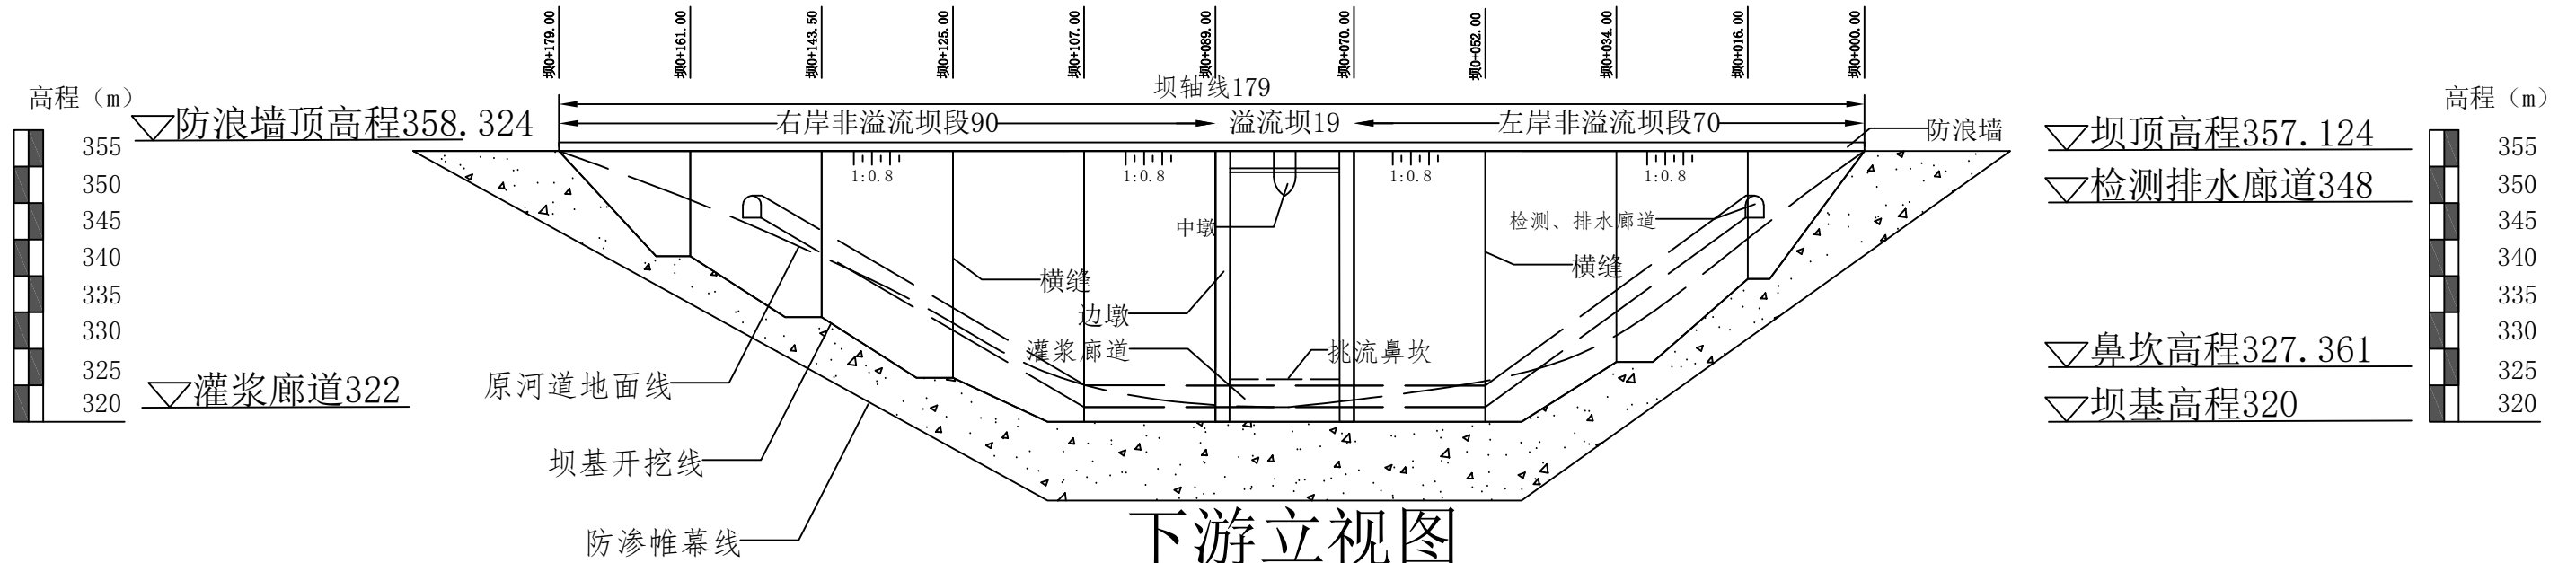 坝0+179.00
坝0+161.00
坝0+143.50
坝0+125.00
坝0+107.00
坝0+089.00
坝0+070.00
坝0+052.00
坝0+034.00
坝0+016.00
坝0+000.00
坝轴线179
右岸非溢流坝段90
溢流坝19
左岸非溢流坝段70
高程（m）
355
350
345
340
335
330
325
320
防浪墙顶高程358.324
灌浆廊道322
1:0.8
1:0.8
1:0.8
1:0.8
防浪墙
中墩
检测、排水廊道
横缝
横缝
边墩
灌浆廊道
挑流鼻坎
原河道地面线
坝基开挖线
防渗帷幕线
坝顶高程357.124
检测排水廊道348
鼻坎高程327.361
坝基高程320
高程（m）
355
350
345
340
335
330
325
320
下游立视图